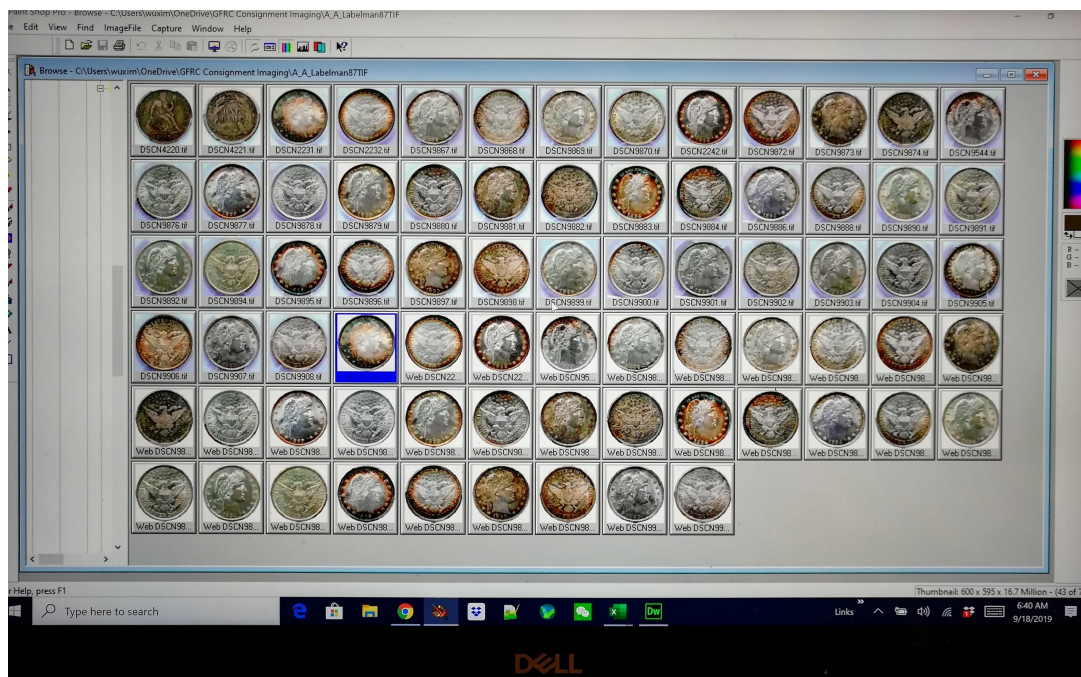 Paint Shop Pro - Browse - C:\Users\wuxim\OneDrive\GFRC Consignment Imaging\A_A_Labelman87TIF
Edit View Find ImageFile Capture Window Help
Browse - C:\Users\wuxim\OneDrive\GFRC Consignment Imaging\A_A_Labelman87TIF
DSCN4220.tif DSCN4221.tif DSCN2231.tif DSCN2232.tif DSCN9867.tif DSCN9868.tif DSCN9869.tif DSCN9870.tif DSCN2242.tif DSCN9872.tif DSCN9873.tif DSCN9874.tif DSCN9544.tif
DSCN9876.tif DSCN9877.tif DSCN9878.tif DSCN9879.tif DSCN9880.tif DSCN9881.tif DSCN9882.tif DSCN9883.tif DSCN9884.tif DSCN9886.tif DSCN9888.tif DSCN9890.tif DSCN9891.tif
DSCN9892.tif DSCN9894.tif DSCN9895.tif DSCN9896.tif DSCN9897.tif DSCN9898.tif DSCN9899.tif DSCN9900.tif DSCN9901.tif DSCN9902.tif DSCN9903.tif DSCN9904.tif DSCN9905.tif
DSCN9906.tif DSCN9907.tif DSCN9908.tif Web DSCN22... Web DSCN22... Web DSCN95... Web DSCN98... Web DSCN98... Web DSCN98... Web DSCN98... Web DSCN98... Web DSCN98...
Web DSCN98... Web DSCN98... Web DSCN98... Web DSCN98... Web DSCN98... Web DSCN98... Web DSCN98... Web DSCN98... Web DSCN98... Web DSCN98... Web DSCN98... Web DSCN98... Web DSCN98...
Web DSCN98... Web DSCN98... Web DSCN98... Web DSCN98... Web DSCN98... Web DSCN98... Web DSCN98... Web DSCN99... Web DSCN99...
R -
G -
B -
Help, press F1
Thumbnail: 600 x 595 x 16.7 Million - (43 of
Type here to search
Dw
Links
6:40 AM
9/18/2019
DELL